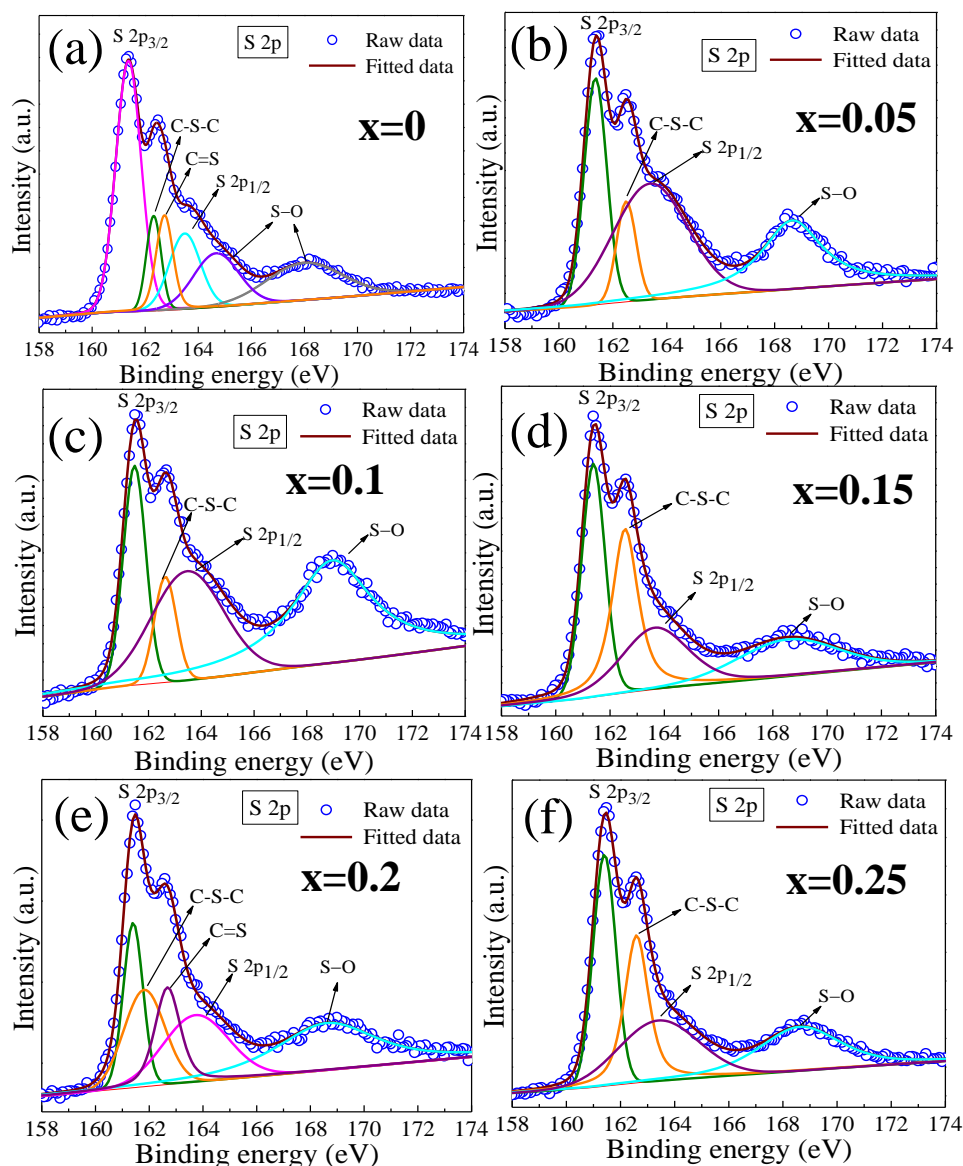 (a)
S 2p3/2
S 2p
Raw data
Fitted data
x=0
C-S-C
C=S
S 2p1/2
S–O
Intensity (a.u.)
158 160 162 164 166 168 170 172 174
Binding energy (eV)
(b)
S 2p3/2
S 2p
Raw data
Fitted data
x=0.05
C-S-C
S 2p1/2
S–O
Intensity (a.u.)
158 160 162 164 166 168 170 172 174
Binding energy (eV)
(c)
S 2p3/2
S 2p
Raw data
Fitted data
x=0.1
C-S-C
S 2p1/2
S–O
Intensity (a.u.)
158 160 162 164 166 168 170 172 174
Binding energy (eV)
(d)
S 2p3/2
S 2p
Raw data
Fitted data
x=0.15
C-S-C
S 2p1/2
S–O
Intensity (a.u.)
158 160 162 164 166 168 170 172 174
Binding energy (eV)
(e)
S 2p3/2
S 2p
Raw data
Fitted data
x=0.2
C-S-C
C=S
S 2p1/2
S–O
Intensity (a.u.)
158 160 162 164 166 168 170 172 174
Binding energy (eV)
(f)
S 2p3/2
S 2p
Raw data
Fitted data
x=0.25
C-S-C
S 2p1/2
S–O
Intensity (a.u.)
158 160 162 164 166 168 170 172 174
Binding energy (eV)